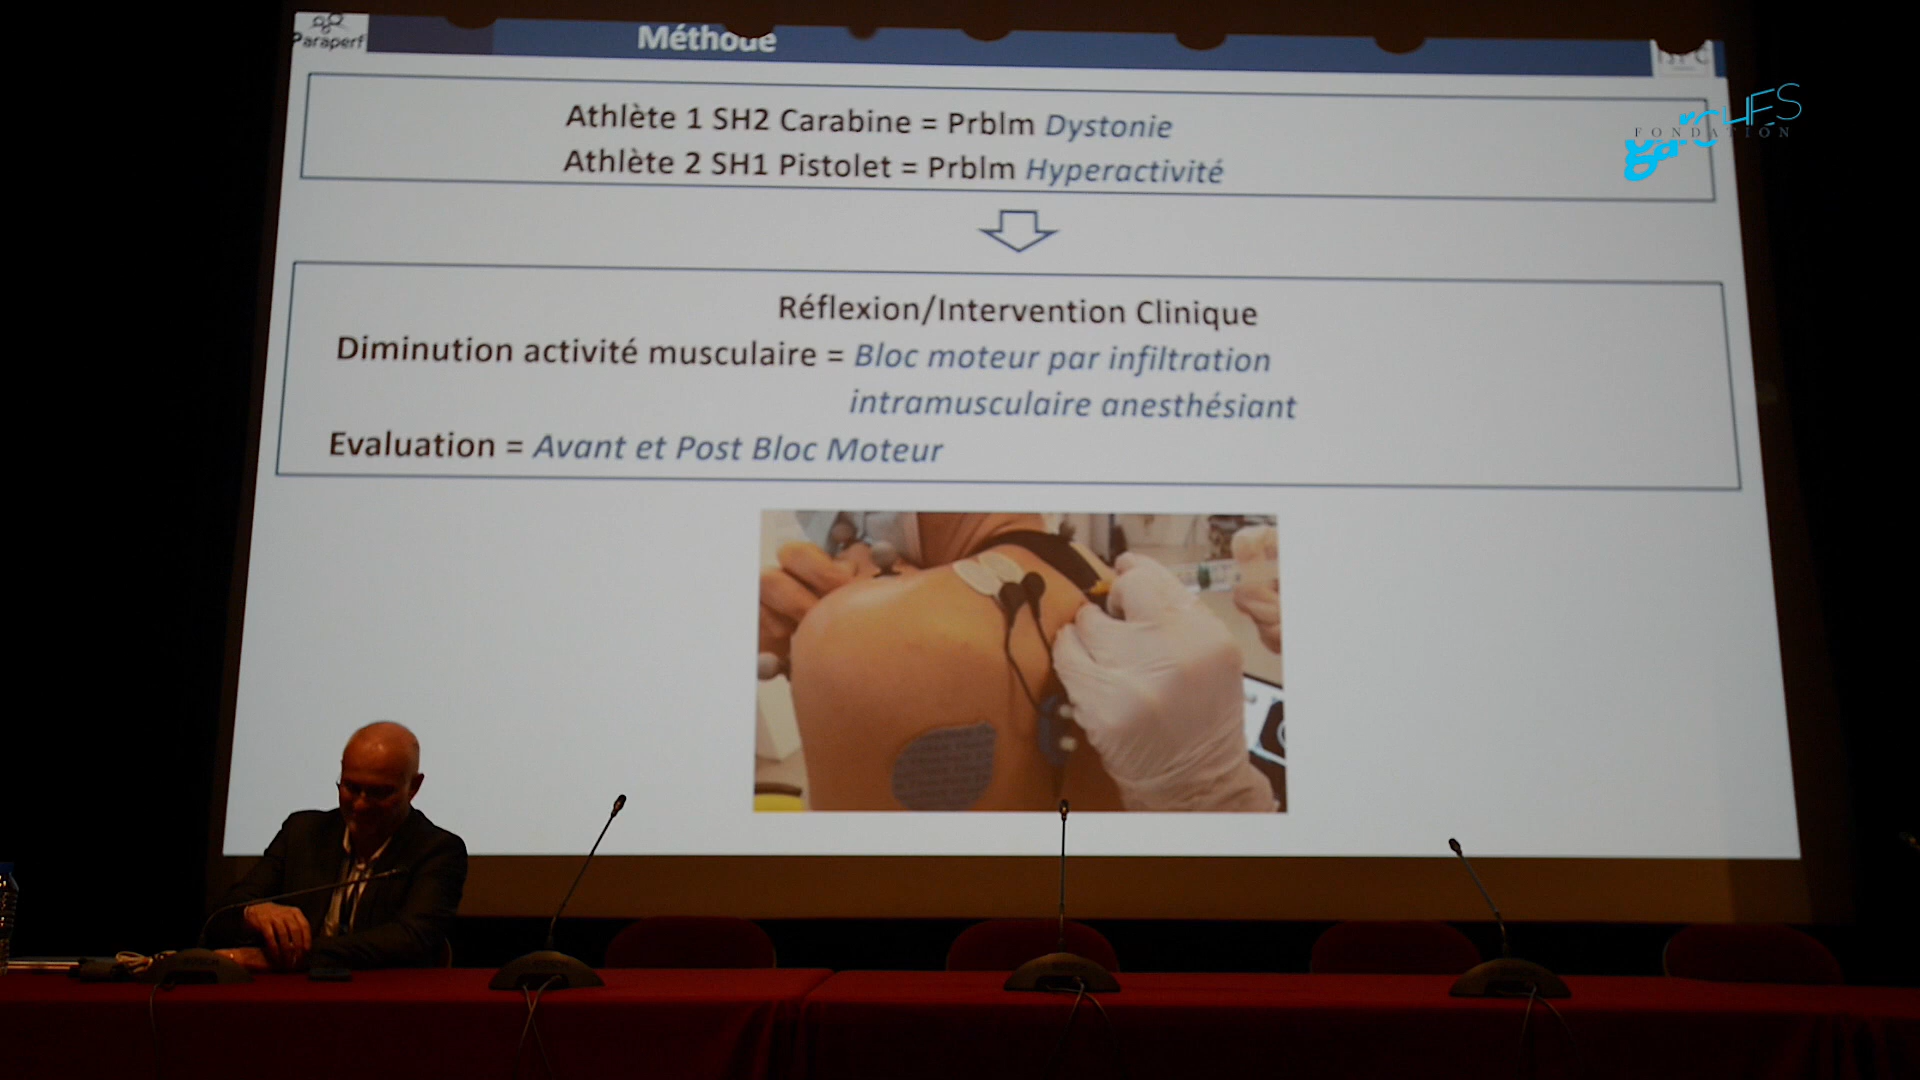 Paraperf
Méthode
Athlète 1 SH2 Carabine = Prblm Dystonie
Athlète 2 SH1 Pistolet = Prblm Hyperactivité
garches
FONDATION
Réflexion/Intervention Clinique
Diminution activité musculaire = Bloc moteur par infiltration
intramusculaire anesthésiant
Evaluation = Avant et Post Bloc Moteur